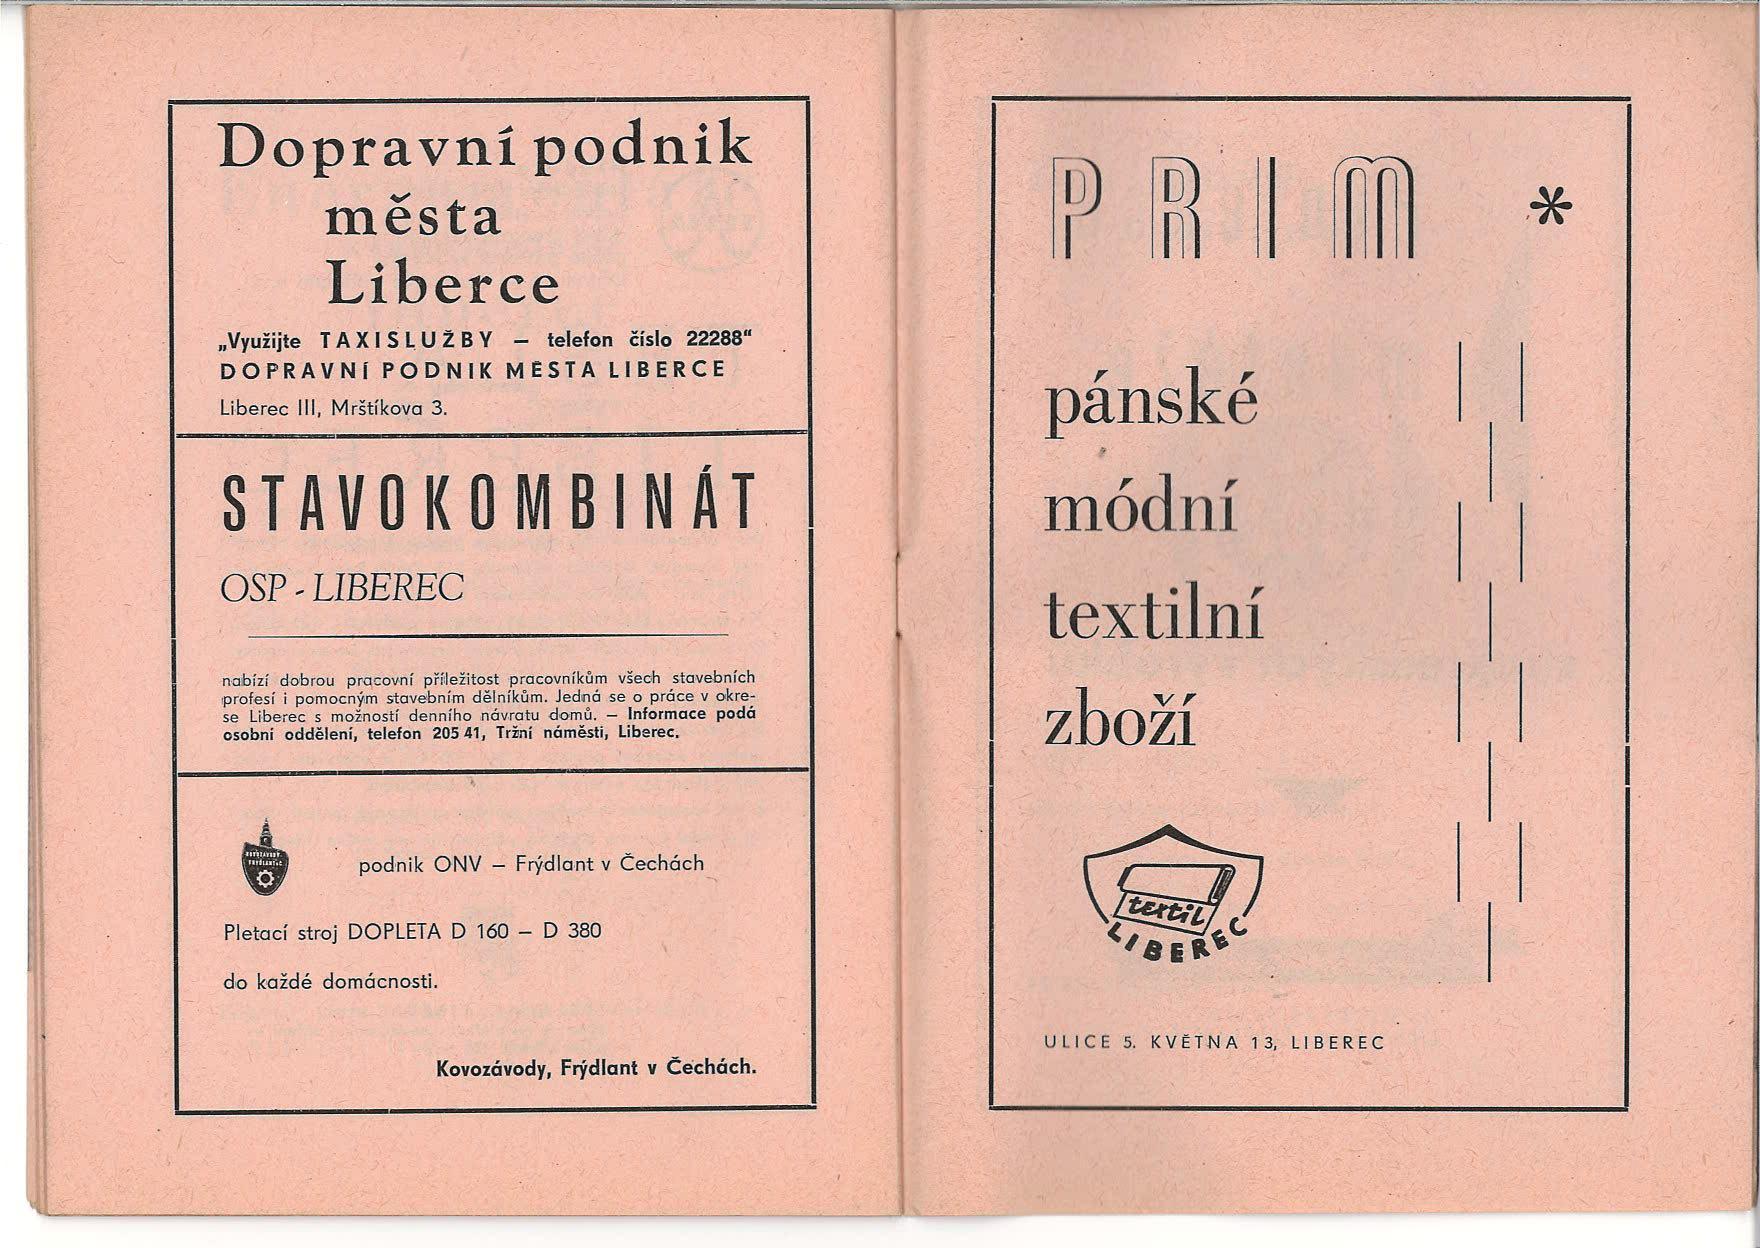 Dopravní podnik
města
Liberce
„Využijte TAXISLUŽBY — telefon číslo 22288“
DOPRAVNÍ PODNIK MĚSTA LIBERCE
Liberec III, Mrštíkova 3.
STAVOKOMBINÁT
OSP - LIBEREC
nabízí dobrou pracovní příležitost pracovníkům všech stavebních
profesí i pomocným stavebním dělníkům. Jedná se o práce v okre-
se Liberec s možností denního návratu domů. — Informace podá
osobní oddělení, telefon 205 41, Tržní náměstí, Liberec.
KOVOZÁVODY
FRÝDLANT v Č.
podnik ONV — Frýdlant v Čechách
Pletací stroj DOPLETA D 160 — D 380
do každé domácnosti.
Kovozávody, Frýdlant v Čechách.
PRIM *
pánské
módní
textilní
zboží
textil
LIBEREC
ULICE 5. KVĚTNA 13, LIBEREC